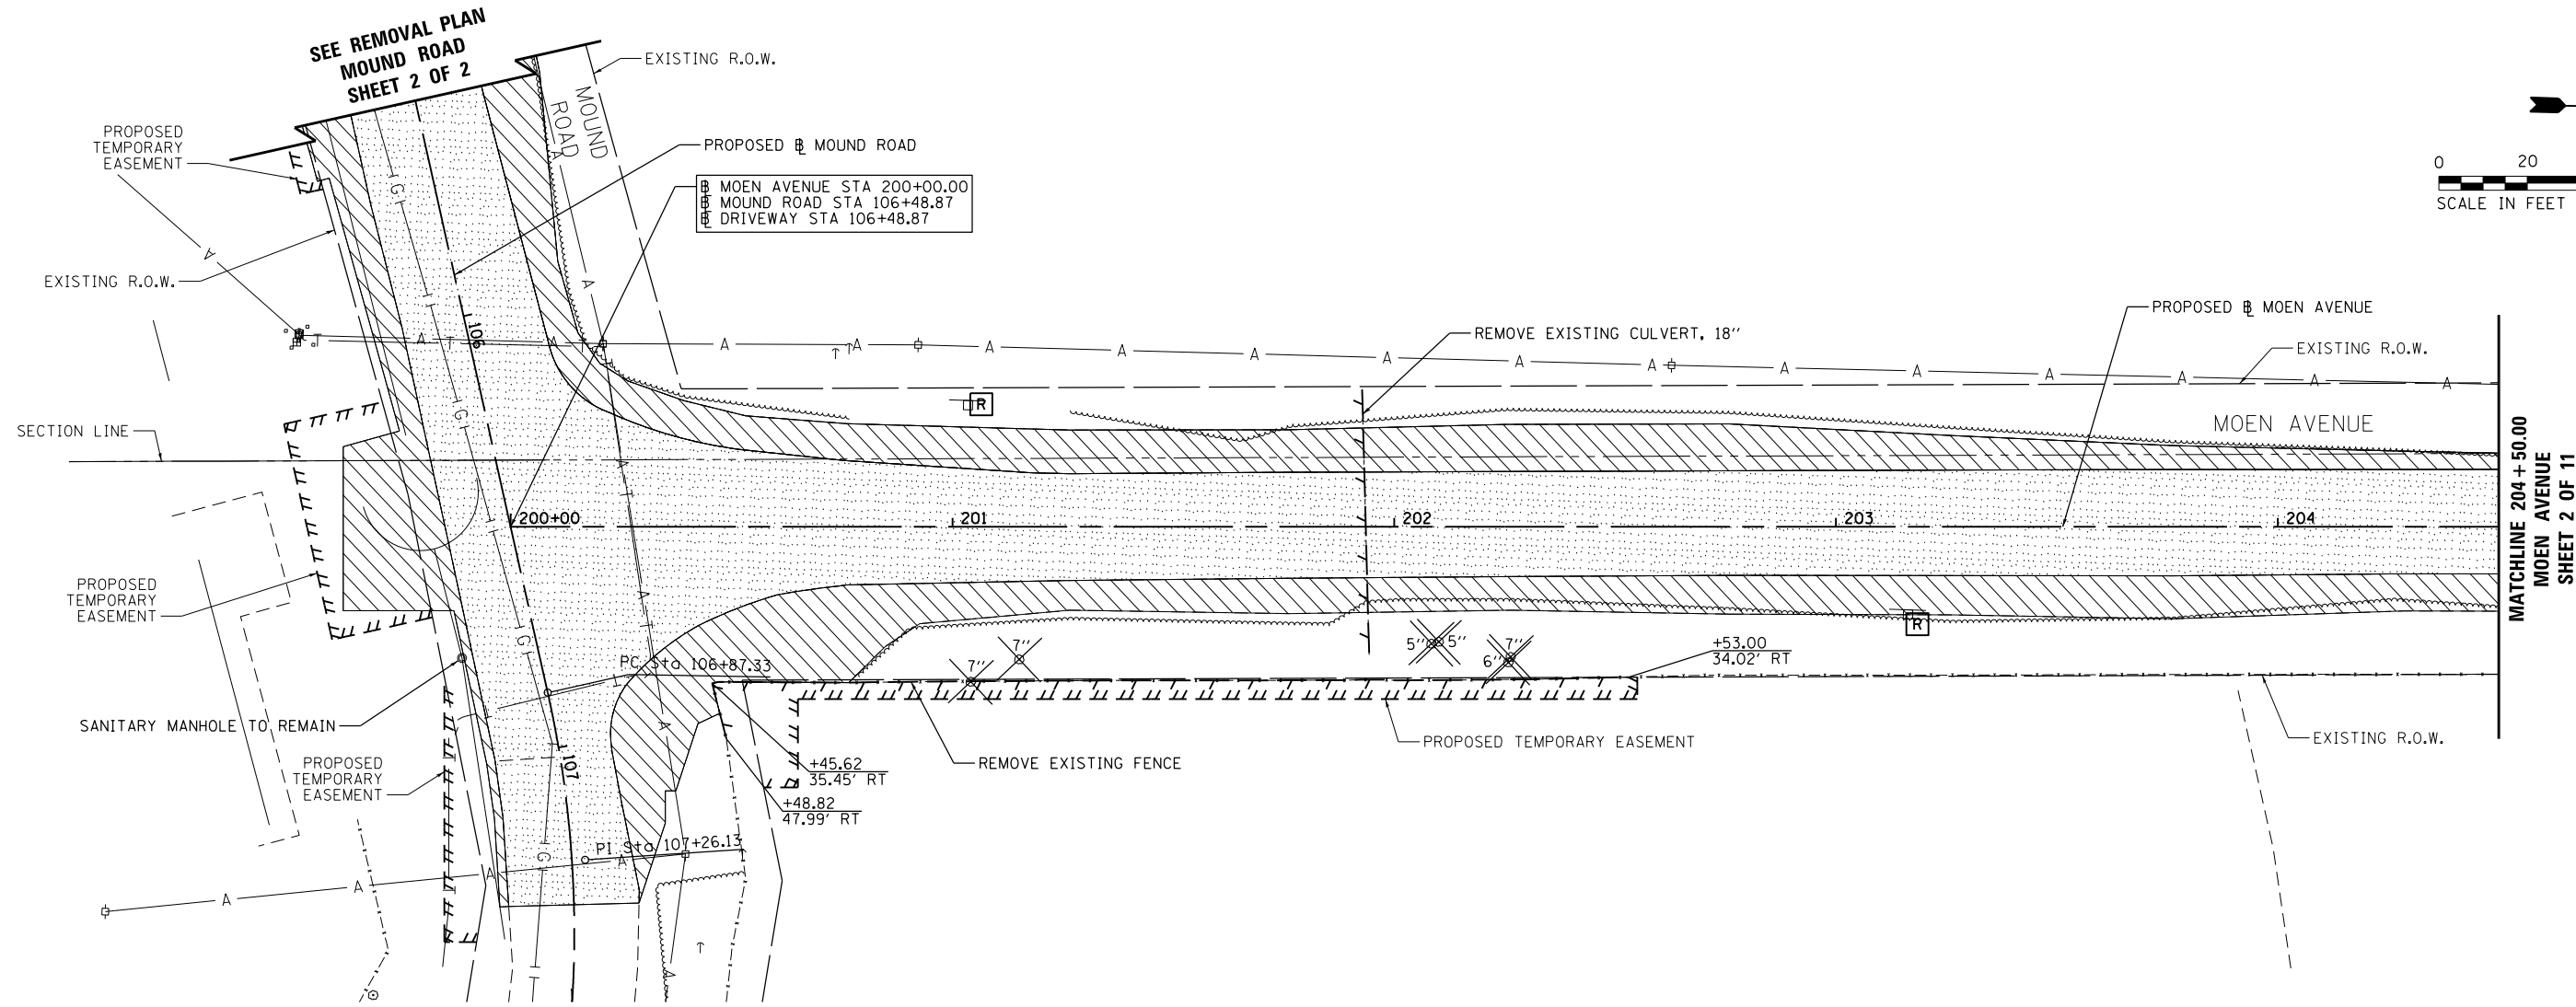 SEE REMOVAL PLAN
MOUND ROAD
SHEET 2 OF 2
EXISTING R.O.W.
MOUND
ROAD
PROPOSED
TEMPORARY
EASEMENT
PROPOSED ⅊ MOUND ROAD
MOEN AVENUE STA 200+00.00
MOUND ROAD STA 106+48.87
DRIVEWAY STA 106+48.87
0 20
SCALE IN FEET
EXISTING R.O.W.
106
REMOVE EXISTING CULVERT, 18''
PROPOSED MOEN AVENUE
EXISTING R.O.W.
R
MOEN AVENUE
SECTION LINE
200+00
201
202
203
204
MATCHLINE 204+50.00
MOEN AVENUE
SHEET 2 OF 11
PROPOSED
TEMPORARY
EASEMENT
R
7''
7''
5''
5''
7''
6''
+53.00
34.02' RT
PC Sta 106+87.33
SANITARY MANHOLE TO REMAIN
PROPOSED TEMPORARY EASEMENT
EXISTING R.O.W.
107
REMOVE EXISTING FENCE
PROPOSED
TEMPORARY
EASEMENT
+45.62
35.45' RT
+48.82
47.99' RT
PI Sta 107+26.13
A
G
T